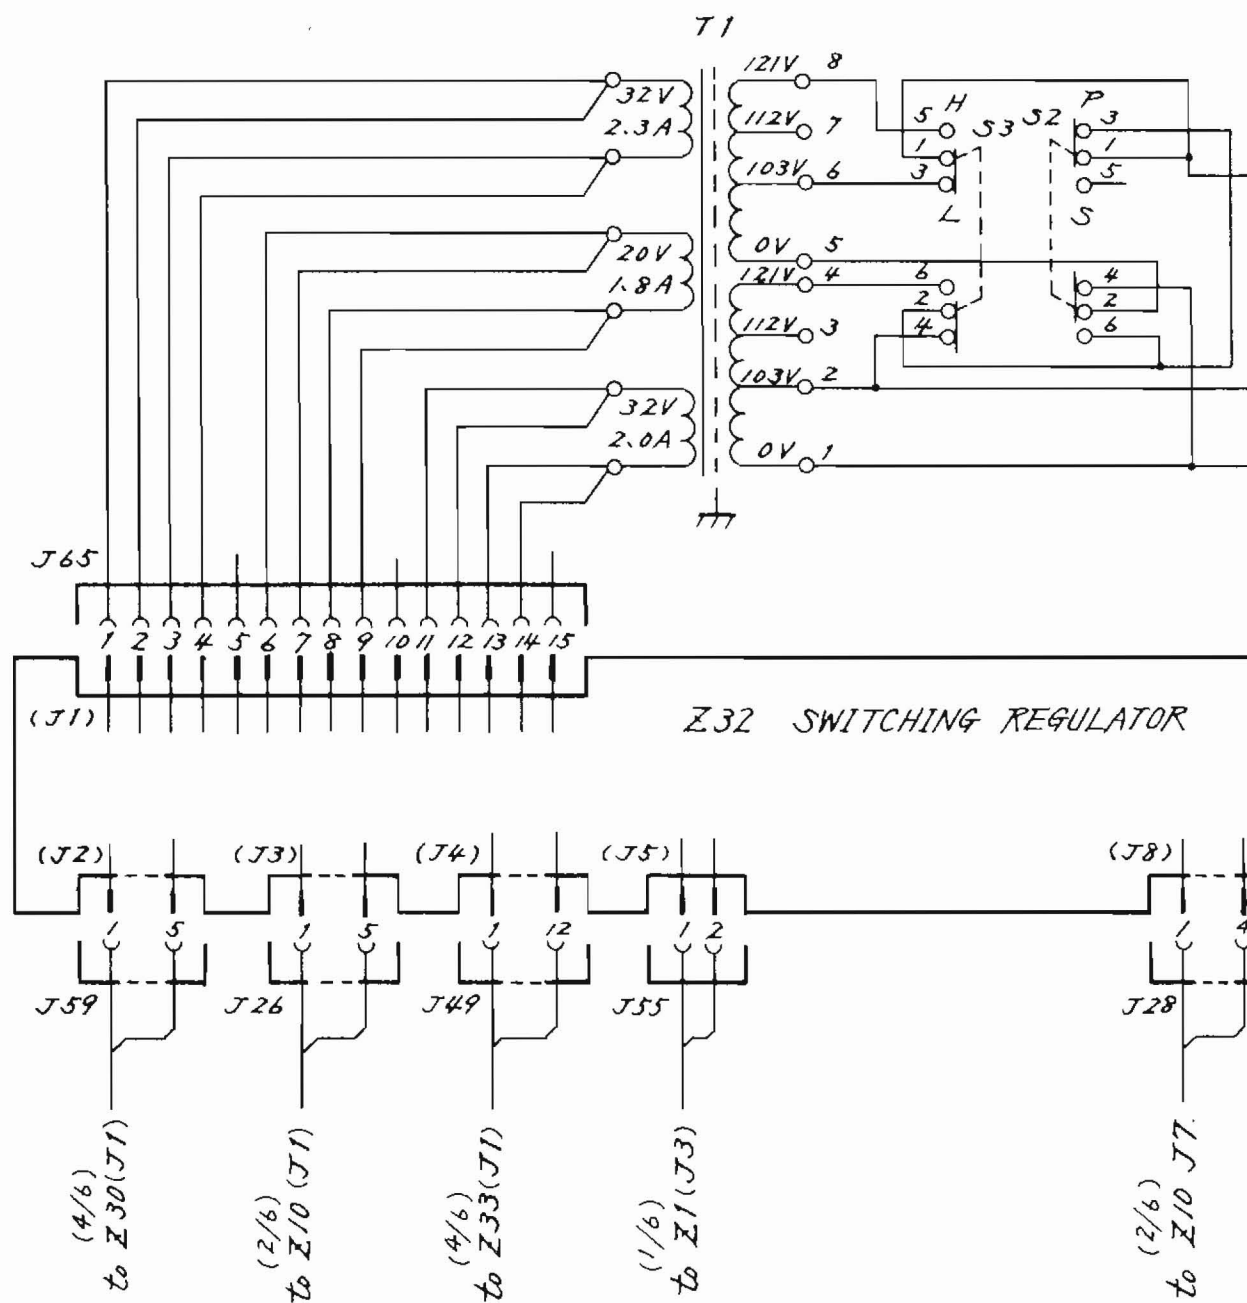 T1
32V
2.3A
20V
1.8A
32V
2.0A
121V 8
112V 7
103V 6
0V 5
121V 4
112V 3
103V 2
0V 1
H
5
S3
1
3
L
6
2
4
P
S2
3
1
5
S
4
2
6
J65
1 2 3 4 5 6 7 8 9 10 11 12 13 14 15
(J1)
Z32 SWITCHING REGULATOR
(J2) (J3) (J4) (J5) (J8)
1 5 1 5 1 12 1 2 1 4
J59 J26 J49 J55 J28
(4/6)
to Z30(J1)
(2/6)
to Z10(J1)
(4/6)
to Z33(J1)
(1/6)
to Z1(J3)
(2/6)
to Z10 J7.